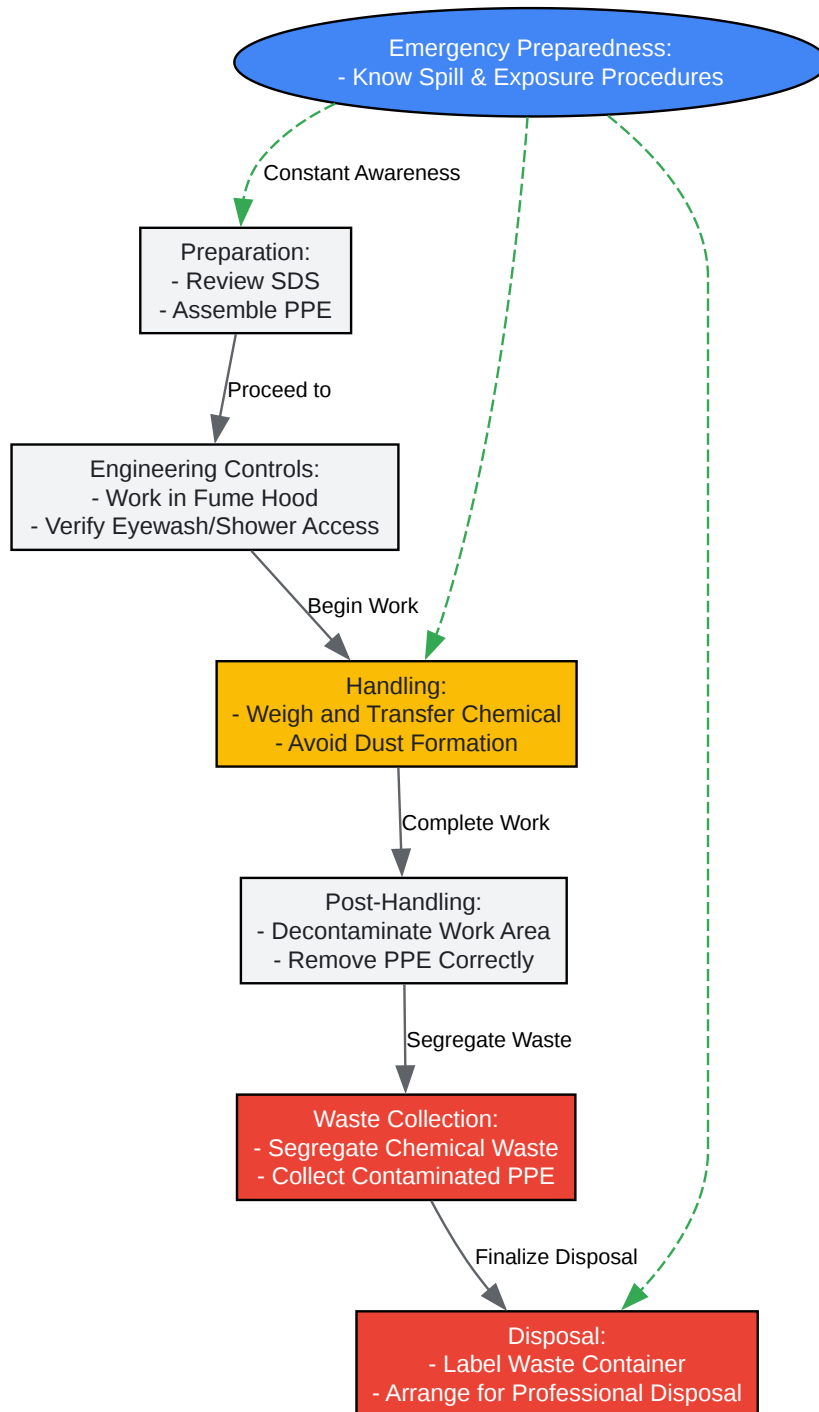 Emergency Preparedness:
- Know Spill & Exposure Procedures
Constant Awareness
Preparation:
- Review SDS
- Assemble PPE
Proceed to
Engineering Controls:
- Work in Fume Hood
- Verify Eyewash/Shower Access
Begin Work
Handling:
- Weigh and Transfer Chemical
- Avoid Dust Formation
Complete Work
Post-Handling:
- Decontaminate Work Area
- Remove PPE Correctly
Segregate Waste
Waste Collection:
- Segregate Chemical Waste
- Collect Contaminated PPE
Finalize Disposal
Disposal:
- Label Waste Container
- Arrange for Professional Disposal